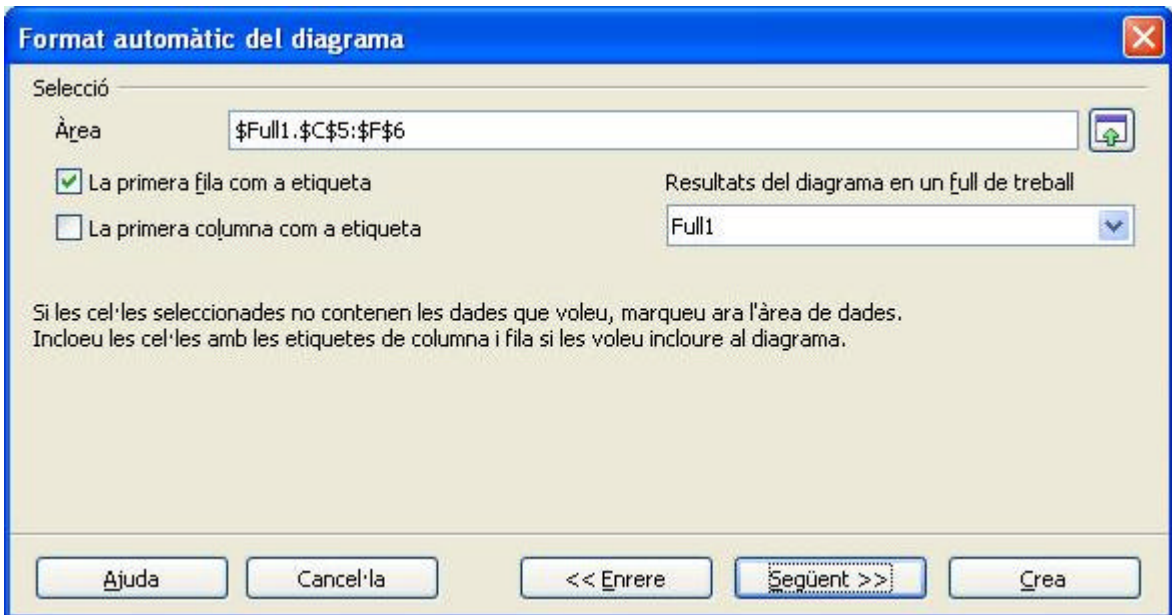 Format automàtic del diagrama
Selecció
Àrea
$Full1.$C$5:$F$6
La primera fila com a etiqueta
Resultats del diagrama en un full de treball
La primera columna com a etiqueta
Full1
Si les cel·les seleccionades no contenen les dades que voleu, marqueu ara l'àrea de dades.
Incloeu les cel·les amb les etiquetes de columna i fila si les voleu incloure al diagrama.
Ajuda
Cancel·la
<< Enrere
Següent >>
Crea